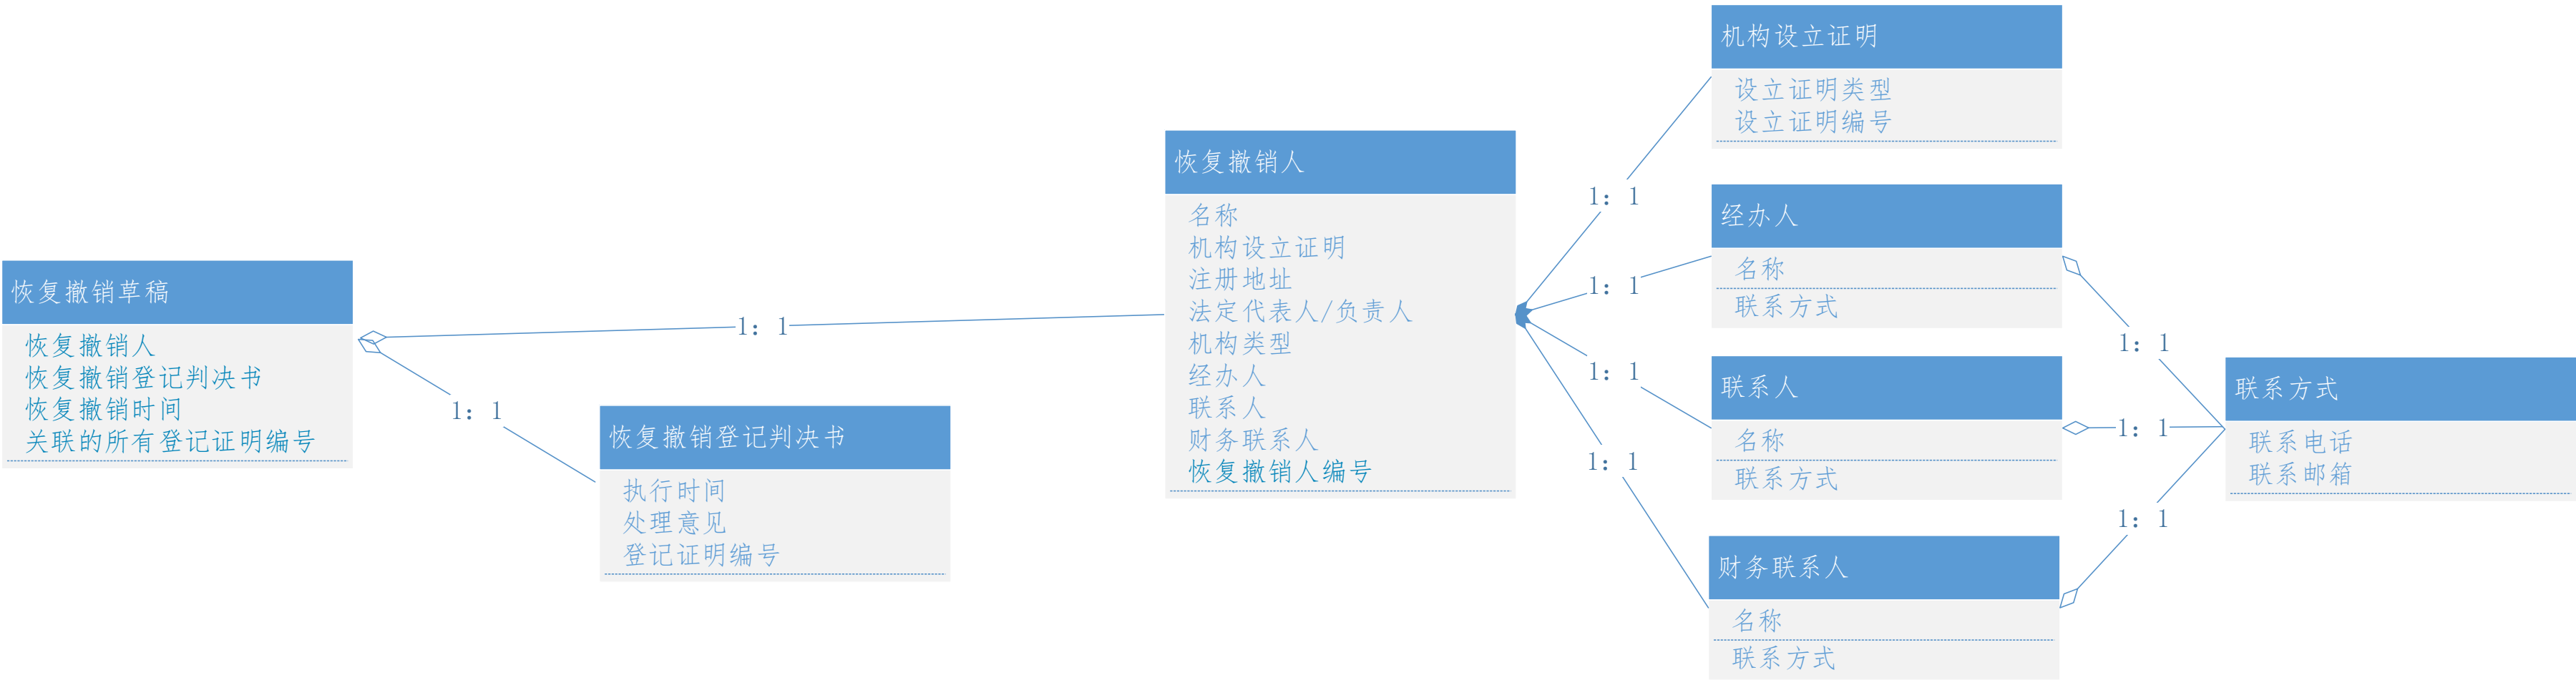 恢复撤销草稿
恢复撤销人
恢复撤销登记判决书
恢复撤销时间
关联的所有登记证明编号
1: 1
1: 1
恢复撤销登记判决书
执行时间
处理意见
登记证明编号
恢复撤销人
名称
机构设立证明
注册地址
法定代表人/负责人
机构类型
经办人
联系人
财务联系人
恢复撤销人编号
1: 1
1: 1
1: 1
1: 1
机构设立证明
设立证明类型
设立证明编号
经办人
名称
联系方式
联系人
名称
联系方式
财务联系人
名称
联系方式
1: 1
1: 1
1: 1
联系方式
联系电话
联系邮箱